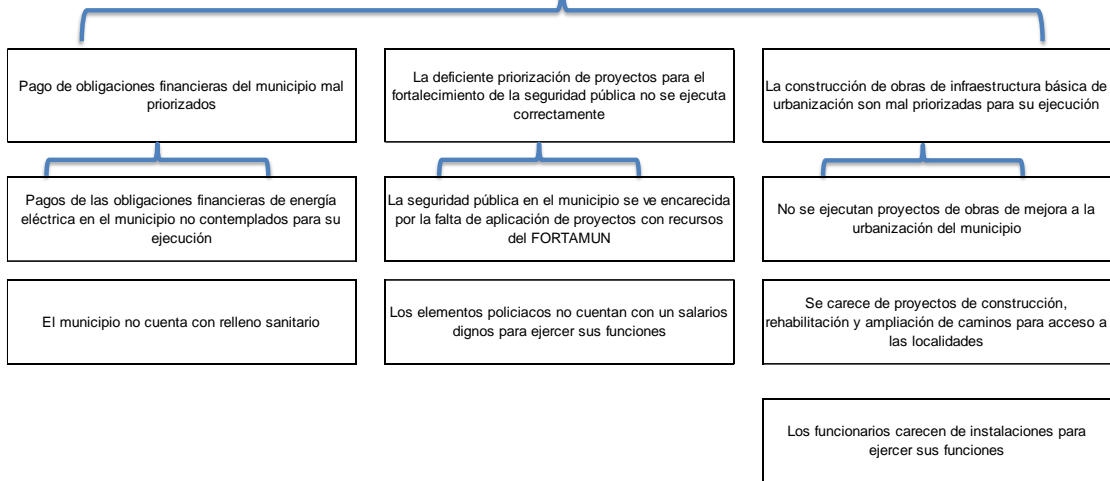 Pago de obligaciones financieras del municipio mal
priorizados
La deficiente priorización de proyectos para el
fortalecimiento de la seguridad pública no se ejecuta
correctamente
La construcción de obras de infraestructura básica de
urbanización son mal priorizadas para su ejecución
Pagos de las obligaciones financieras de energía
eléctrica en el municipio no contemplados para su
ejecución
La seguridad pública en el municipio se ve encarecida
por la falta de aplicación de proyectos con recursos
del FORTAMUN
No se ejecutan proyectos de obras de mejora a la
urbanización del municipio
El municipio no cuenta con relleno sanitario
Los elementos policiacos no cuentan con un salarios
dignos para ejercer sus funciones
Se carece de proyectos de construcción,
rehabilitación y ampliación de caminos para acceso a
las localidades
Los funcionarios carecen de instalaciones para
ejercer sus funciones